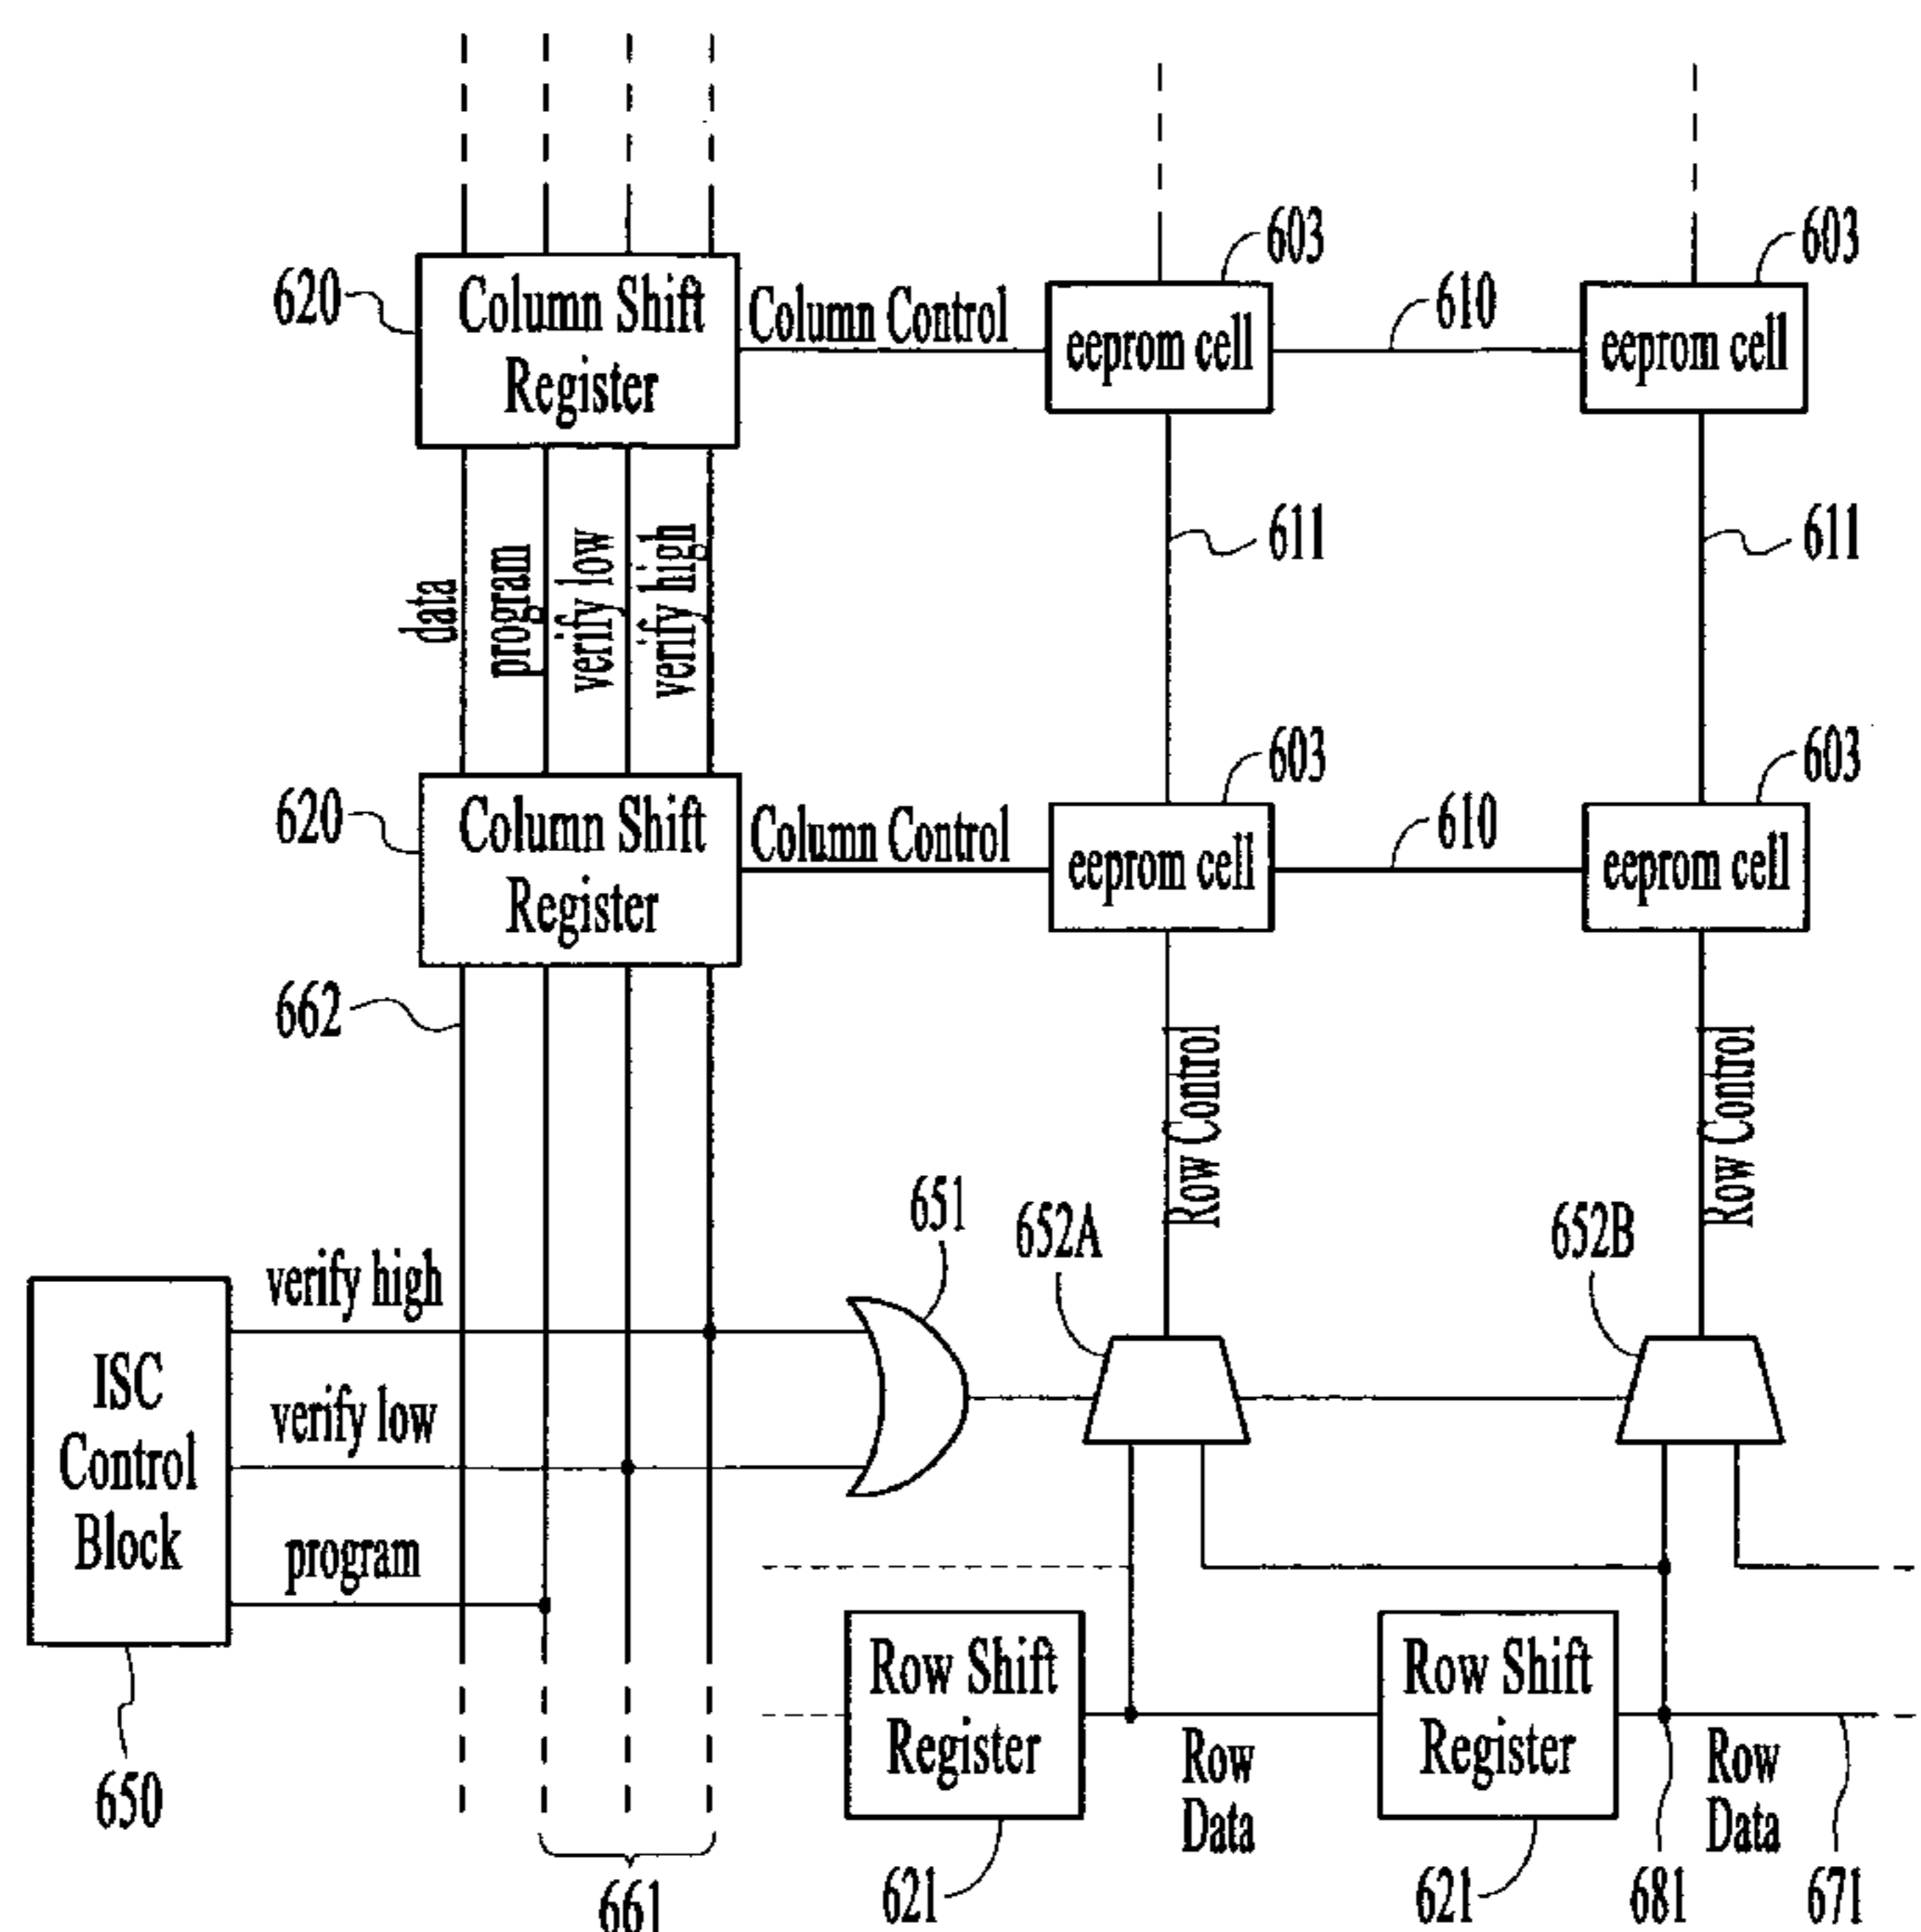 603
603
620
Column Shift
Register
Column Control
eeprom cell
610
eeprom cell
data
program
verify low
verify high
611
611
603
603
620
Column Shift
Register
Column Control
eeprom cell
610
eeprom cell
662
Row Control
Row Control
651
652A
652B
verify high
verify low
program
ISC
Control
Block
650
Row Shift
Register
Row
Data
Row Shift
Register
Row
Data
661
621
621
681
671